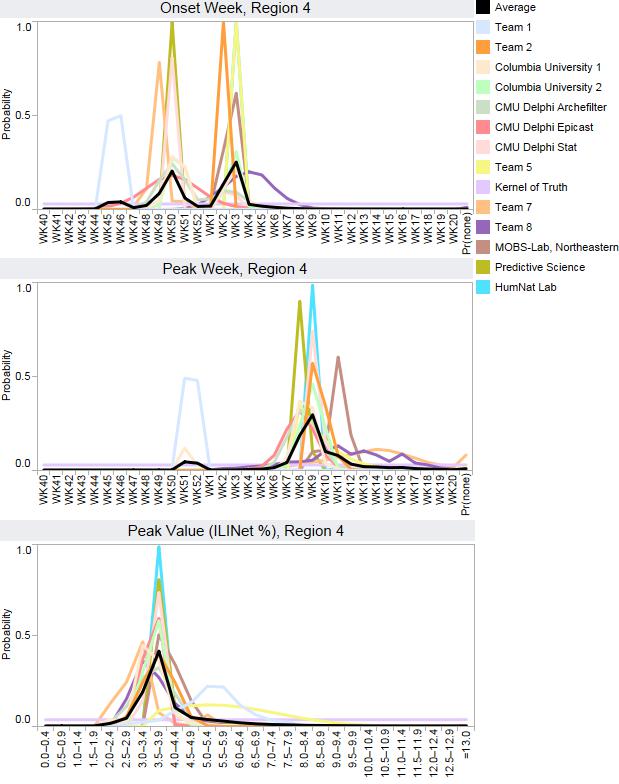 Onset Week, Region 4
1.0
0.5
0.0
Probability
WK40
WK41
WK42
WK43
WK44
WK45
WK46
WK47
WK48
WK49
WK50
WK51
WK52
WK1
WK2
WK3
WK4
WK5
WK6
WK7
WK8
WK9
WK10
WK11
WK12
WK13
WK14
WK15
WK16
WK17
WK18
WK19
WK20
Pr(none)
Peak Week, Region 4
1.0
0.5
0.0
Probability
WK40
WK41
WK42
WK43
WK44
WK45
WK46
WK47
WK48
WK49
WK50
WK51
WK52
WK1
WK2
WK3
WK4
WK5
WK6
WK7
WK8
WK9
WK10
WK11
WK12
WK13
WK14
WK15
WK16
WK17
WK18
WK19
WK20
Pr(none)
Peak Value (ILINet %), Region 4
1.0
0.5
0.0
Probability
0.0–0.4
0.5–0.9
1.0–1.4
1.5–1.9
2.0–2.4
2.5–2.9
3.0–3.4
3.5–3.9
4.0–4.4
4.5–4.9
5.0–5.4
5.5–5.9
6.0–6.4
6.5–6.9
7.0–7.4
7.5–7.9
8.0–8.4
8.5–8.9
9.0–9.4
9.5–9.9
10.0–10.4
10.5–10.9
11.0–11.4
11.5–11.9
12.0–12.4
12.5–12.9
=13.0
Average
Team 1
Team 2
Columbia University 1
Columbia University 2
CMU Delphi Archefilter
CMU Delphi Epicast
CMU Delphi Stat
Team 5
Kernel of Truth
Team 7
Team 8
MOBS-Lab, Northeastern
Predictive Science
HumNat Lab